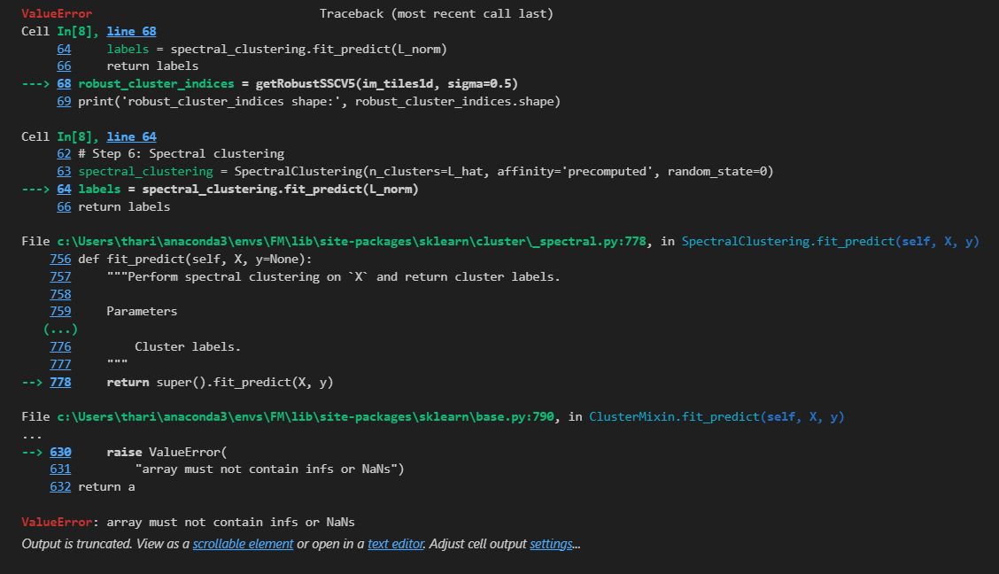 ValueError                                Traceback (most recent call last)
Cell In[8], line 68
     64     labels = spectral_clustering.fit_predict(L_norm)
     66     return labels
---> 68 robust_cluster_indices = getRobustSSCV5(im_tiles1d, sigma=0.5)
     69 print('robust_cluster_indices shape:', robust_cluster_indices.shape)

Cell In[8], line 64
     62 # Step 6: Spectral clustering
     63 spectral_clustering = SpectralClustering(n_clusters=L_hat, affinity='precomputed', random_state=0)
---> 64 labels = spectral_clustering.fit_predict(L_norm)
     66 return labels

File c:\Users\thari\anaconda3\envs\FM\lib\site-packages\sklearn\cluster\_spectral.py:778, in SpectralClustering.fit_predict(self, X, y)
    756 def fit_predict(self, X, y=None):
    757     """Perform spectral clustering on `X` and return cluster labels.
    758
    759     Parameters
   (...)
    776         Cluster labels.
    777     """
--> 778     return super().fit_predict(X, y)

File c:\Users\thari\anaconda3\envs\FM\lib\site-packages\sklearn\base.py:790, in ClusterMixin.fit_predict(self, X, y)
...
--> 630     raise ValueError(
    631         "array must not contain infs or NaNs")
    632 return a

ValueError: array must not contain infs or NaNs
Output is truncated. View as a scrollable element or open in a text editor. Adjust cell output settings...